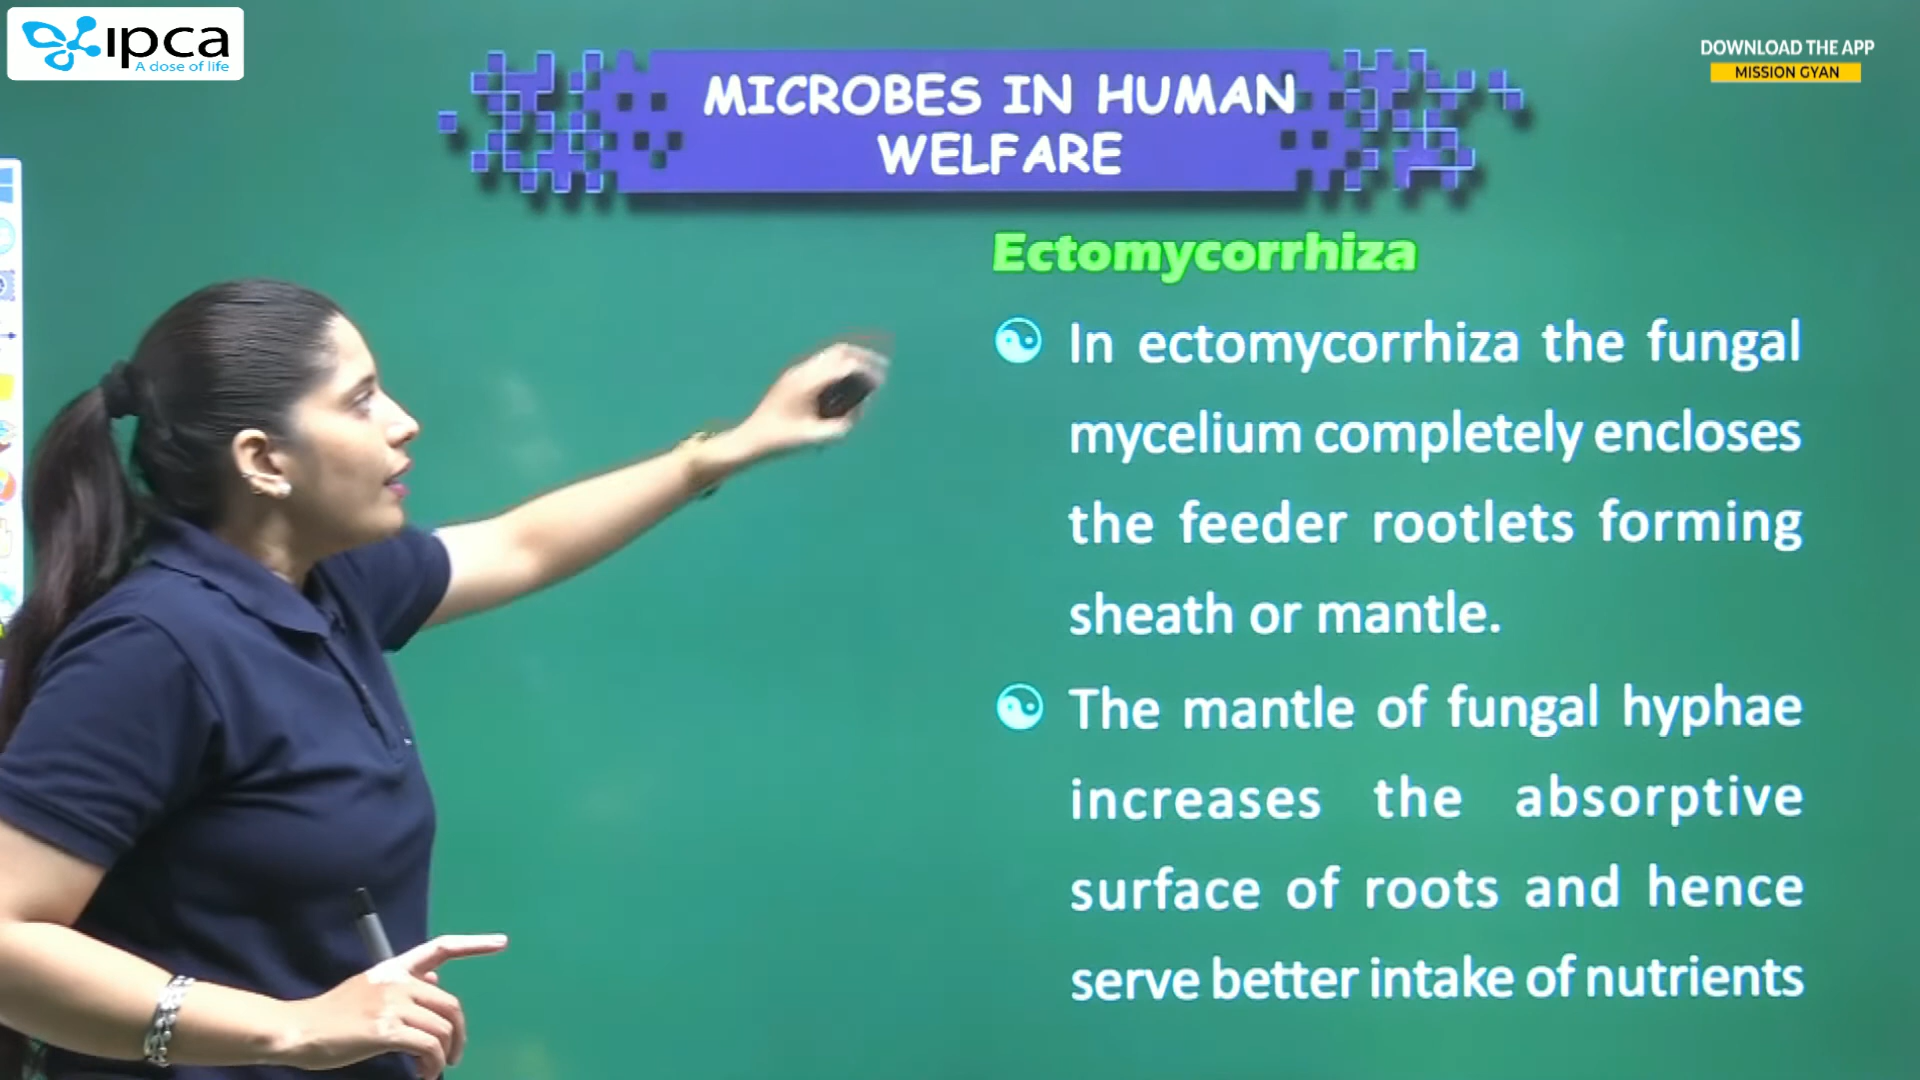 ipca
A dose of life
DOWNLOAD THE APP
MISSION GYAN
MICROBES IN HUMAN
WELFARE
Ectomycorrhiza
In ectomycorrhiza the fungal
mycelium completely encloses
the feeder rootlets forming
sheath or mantle.
The mantle of fungal hyphae
increases the absorptive
surface of roots and hence
serve better intake of nutrients